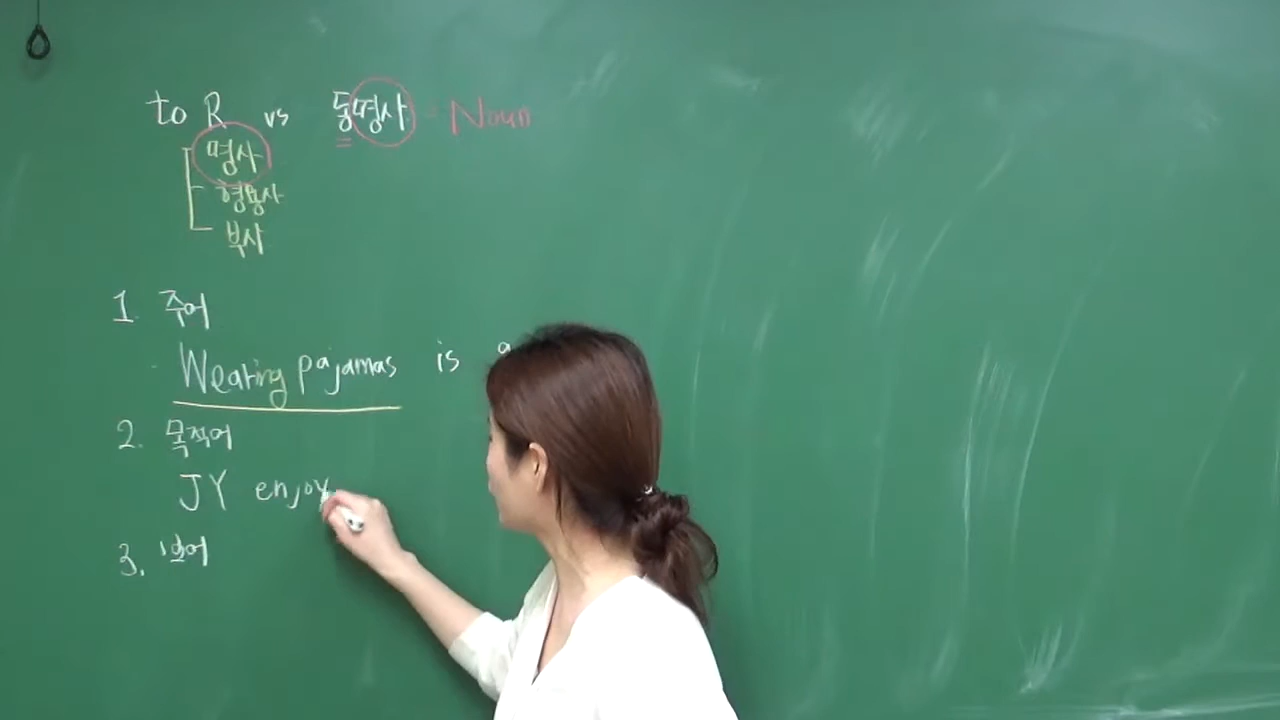 to R vs 동명사 = Noun
명사
형용사
부사
1. 주어
Wearing pajamas is a
2. 목적어
JY enjoy
3. 보어